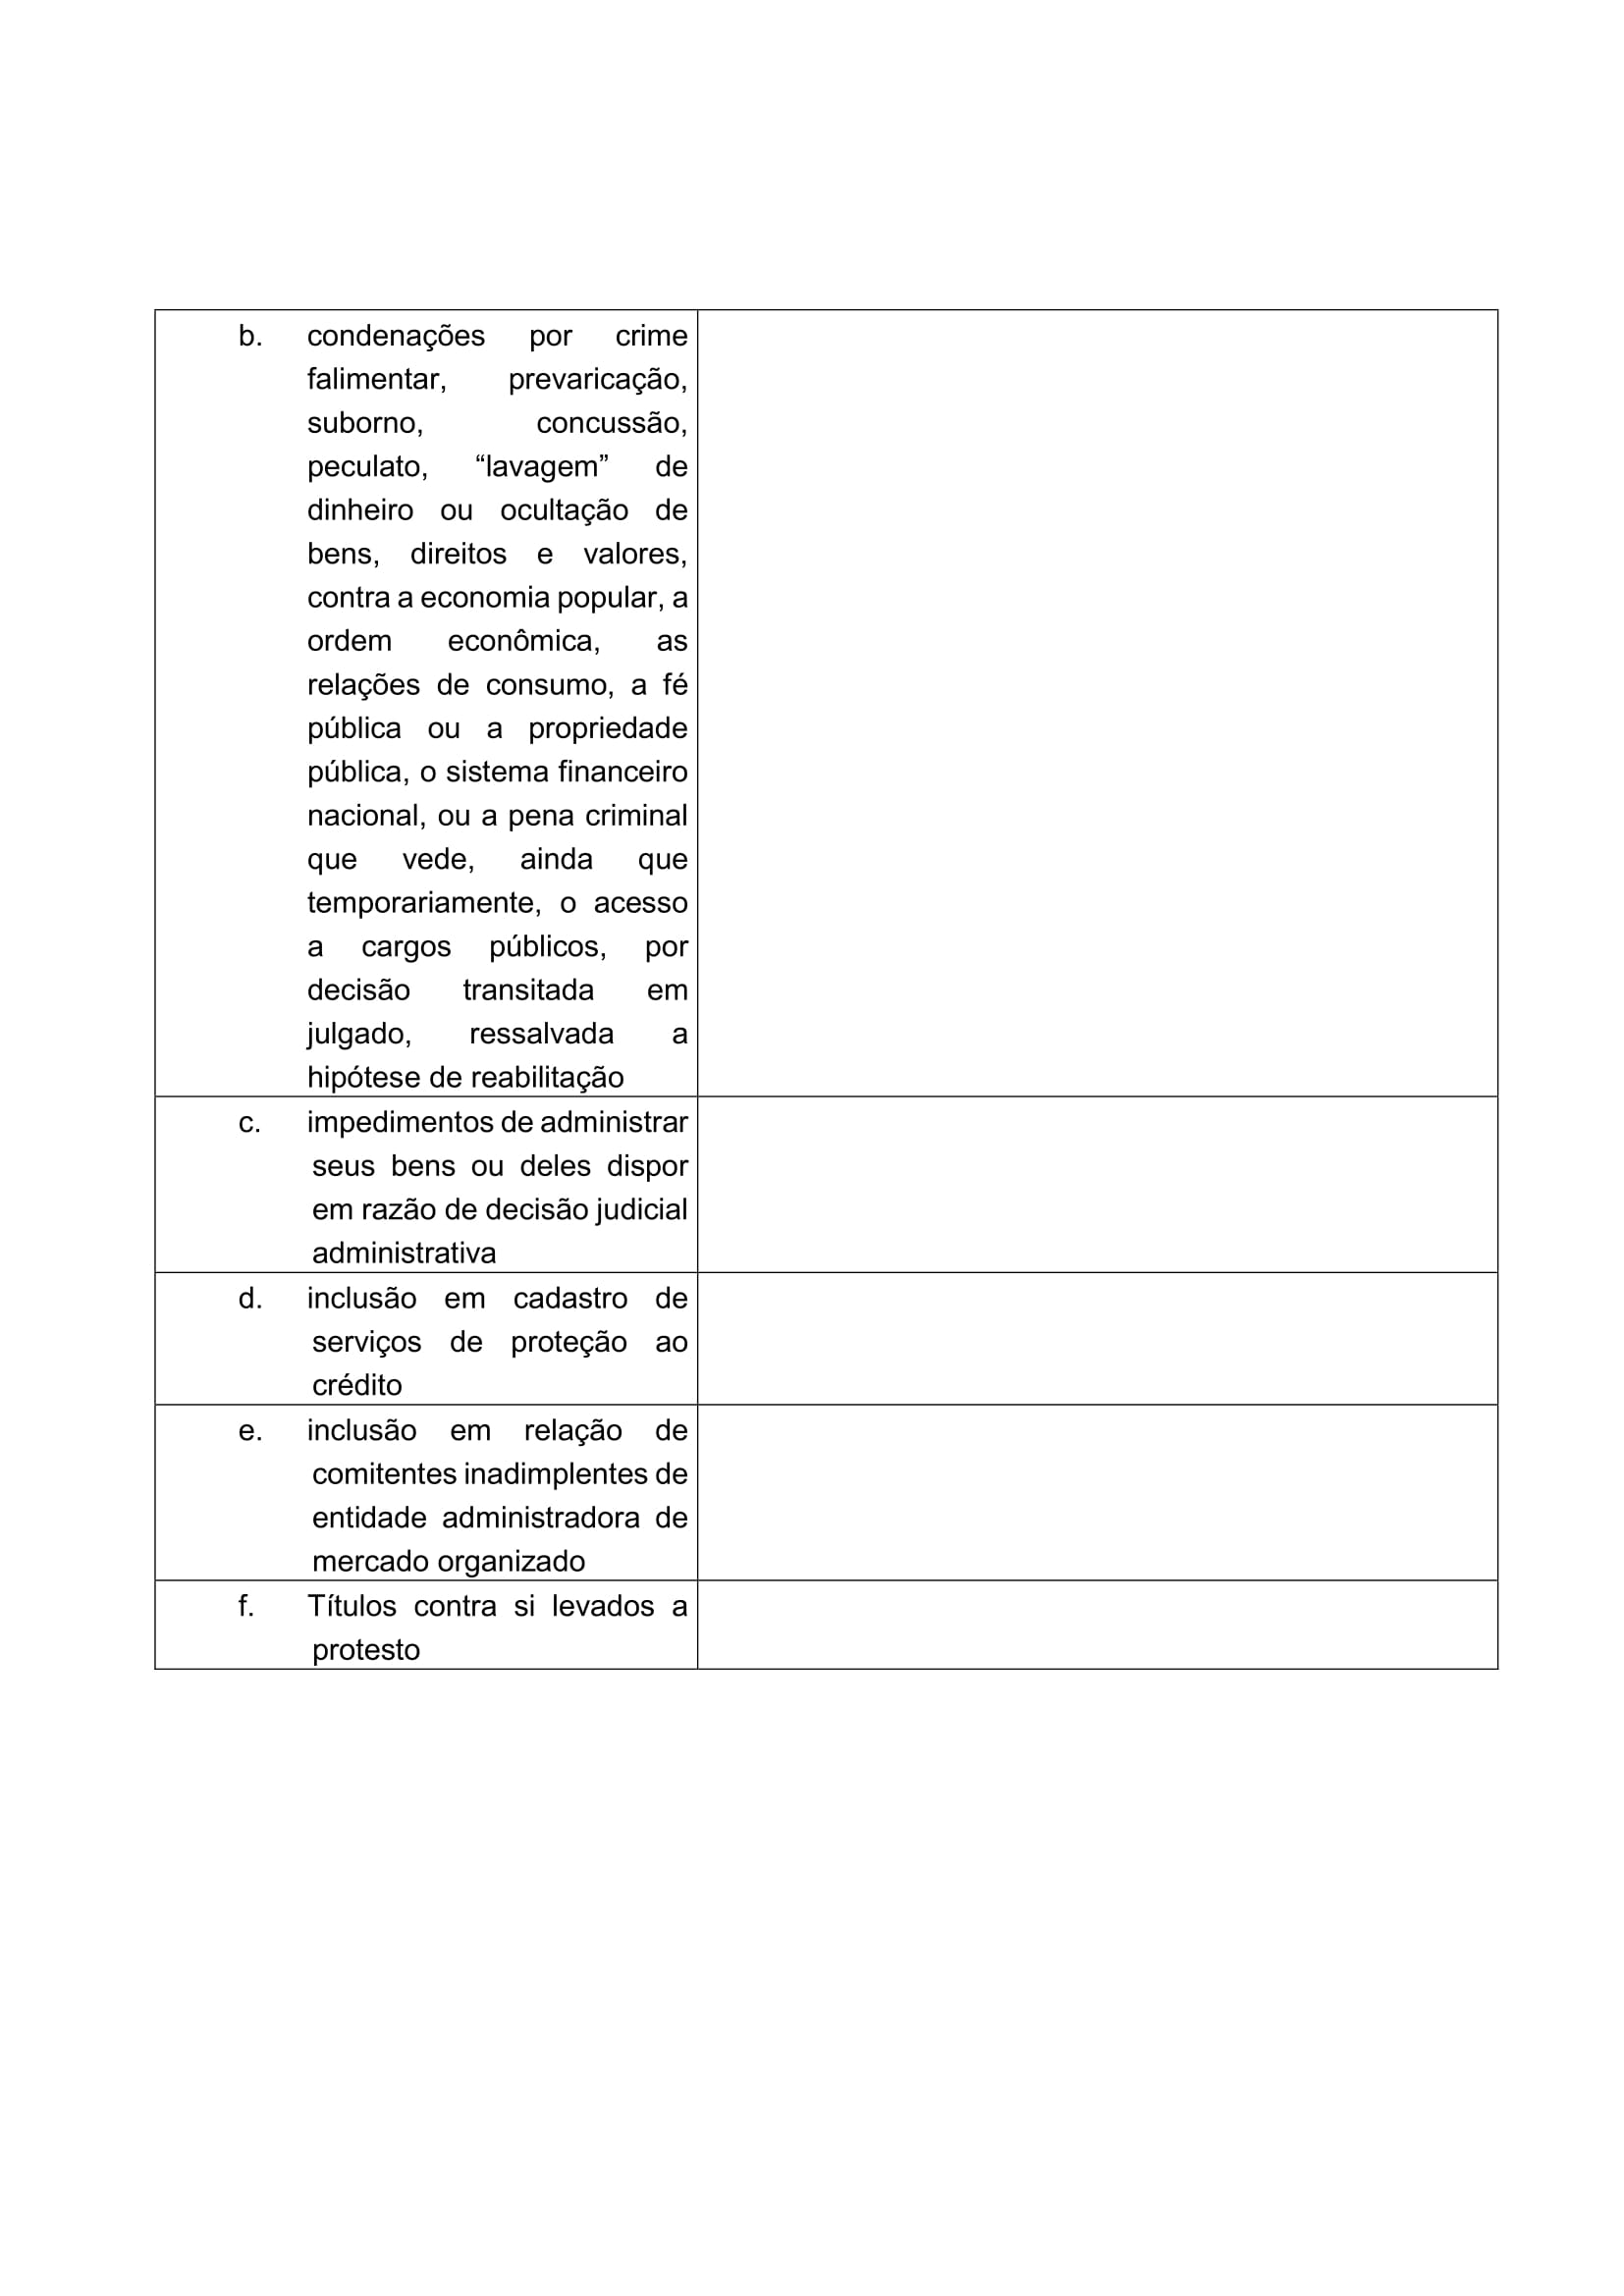 b. condenações por crime
falimentar, prevaricação,
suborno, concussão,
peculato, “lavagem” de
dinheiro ou ocultação de
bens, direitos e valores,
contra a economia popular, a
ordem econômica, as
relações de consumo, a fé
pública ou a propriedade
pública, o sistema financeiro
nacional, ou a pena criminal
que vede, ainda que
temporariamente, o acesso
a cargos públicos, por
decisão transitada em
julgado, ressalvada a
hipótese de reabilitação
c. impedimentos de administrar
seus bens ou deles dispor
em razão de decisão judicial
administrativa
d. inclusão em cadastro de
serviços de proteção ao
crédito
e. inclusão em relação de
comitentes inadimplentes de
entidade administradora de
mercado organizado
f. Títulos contra si levados a
protesto